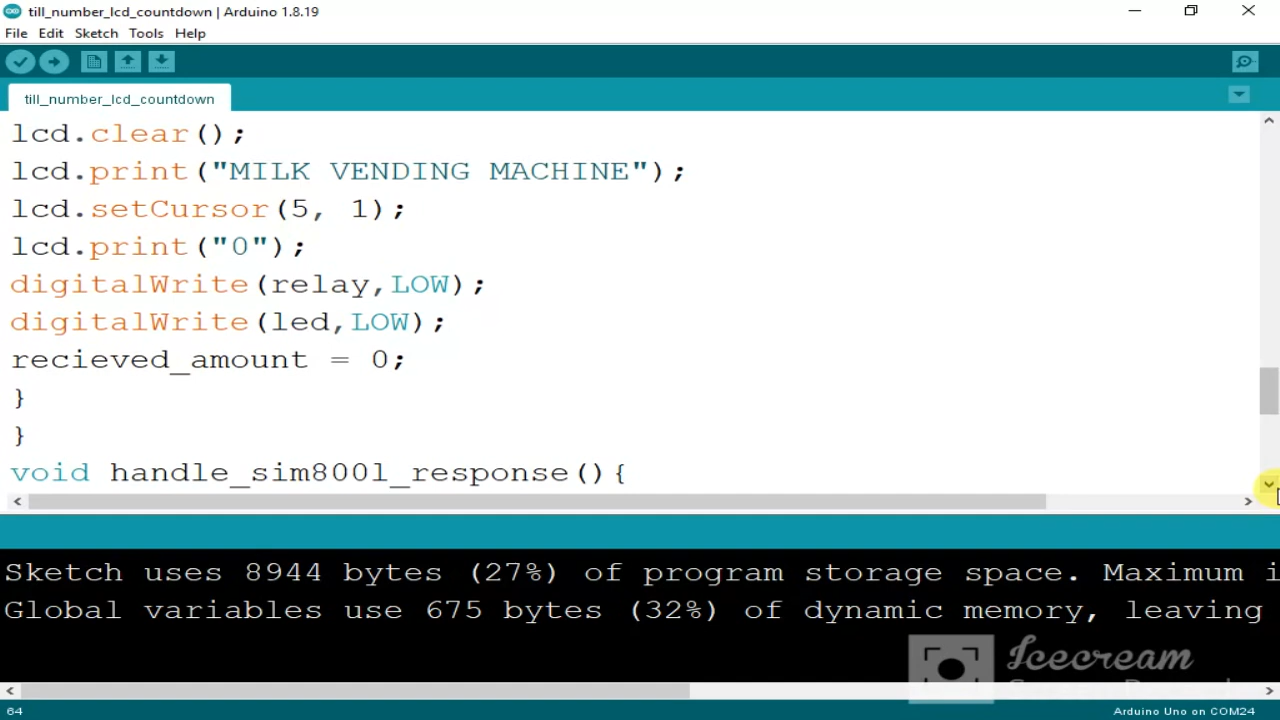 till_number_lcd_countdown | Arduino 1.8.19
File Edit Sketch Tools Help
till_number_lcd_countdown
lcd.clear();
lcd.print("MILK VENDING MACHINE");
lcd.setCursor(5, 1);
lcd.print("0");
digitalWrite(relay,LOW);
digitalWrite(led,LOW);
recieved_amount = 0;
}
}
void handle_sim800l_response(){
Sketch uses 8944 bytes (27%) of program storage space. Maximum i
Global variables use 675 bytes (32%) of dynamic memory, leaving
Icecream
64
Arduino Uno on COM24